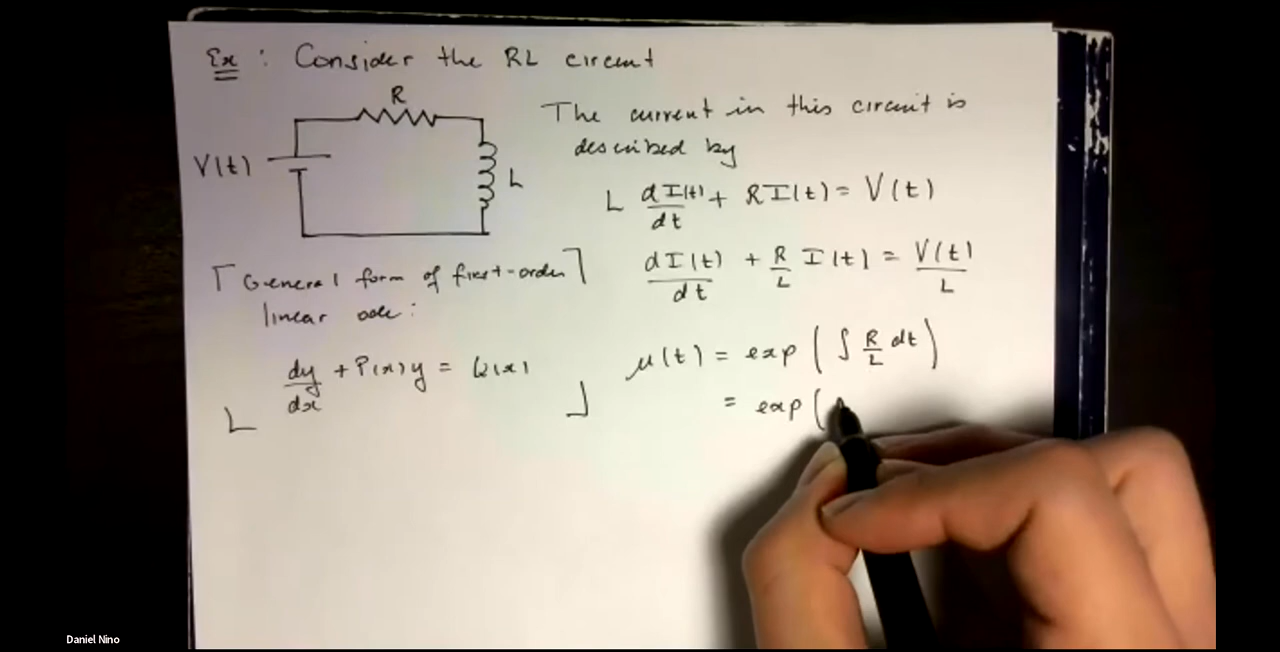 Ex : Consider the RL circuit
R
V(t)
L
The current in this circuit is
described by
L dI(t)/dt + RI(t) = V(t)
dI(t)/dt + R/L I(t) = V(t)/L
General form of first-order
linear ode:
dy/dx + P(x)y = Q(x)
μ(t) = exp ( ∫ R/L dt )
= exp (
Daniel Nino